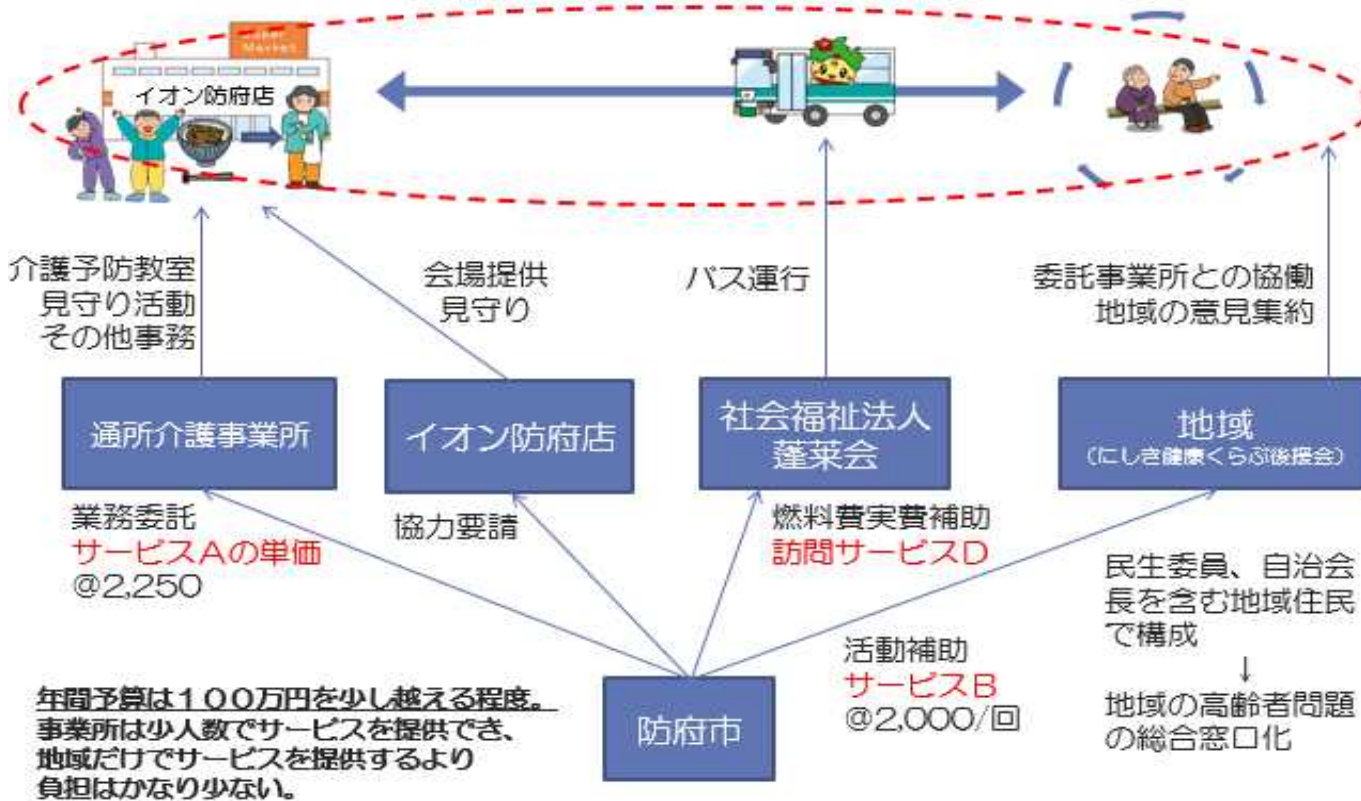 Super
Market
イオン防府店
介護予防教室
見守り活動
その他事務
会場提供
見守り
バス運行
委託事業所との協働
地域の意見集約
通所介護事業所
イオン防府店
社会福祉法人
蓬莱会
地域
(にしき健康くらぶ後援会)
業務委託
サービスAの単価
@2,250
協力要請
燃料費実費補助
訪問サービスD
民生委員、自治会
長を含む地域住民
で構成
↓
地域の高齢者問題
の総合窓口化
活動補助
サービスB
@2,000/回
防府市
年間予算は100万円を少し越える程度。
事業所は少人数でサービスを提供でき、
地域だけでサービスを提供するより
負担はかなり少ない。